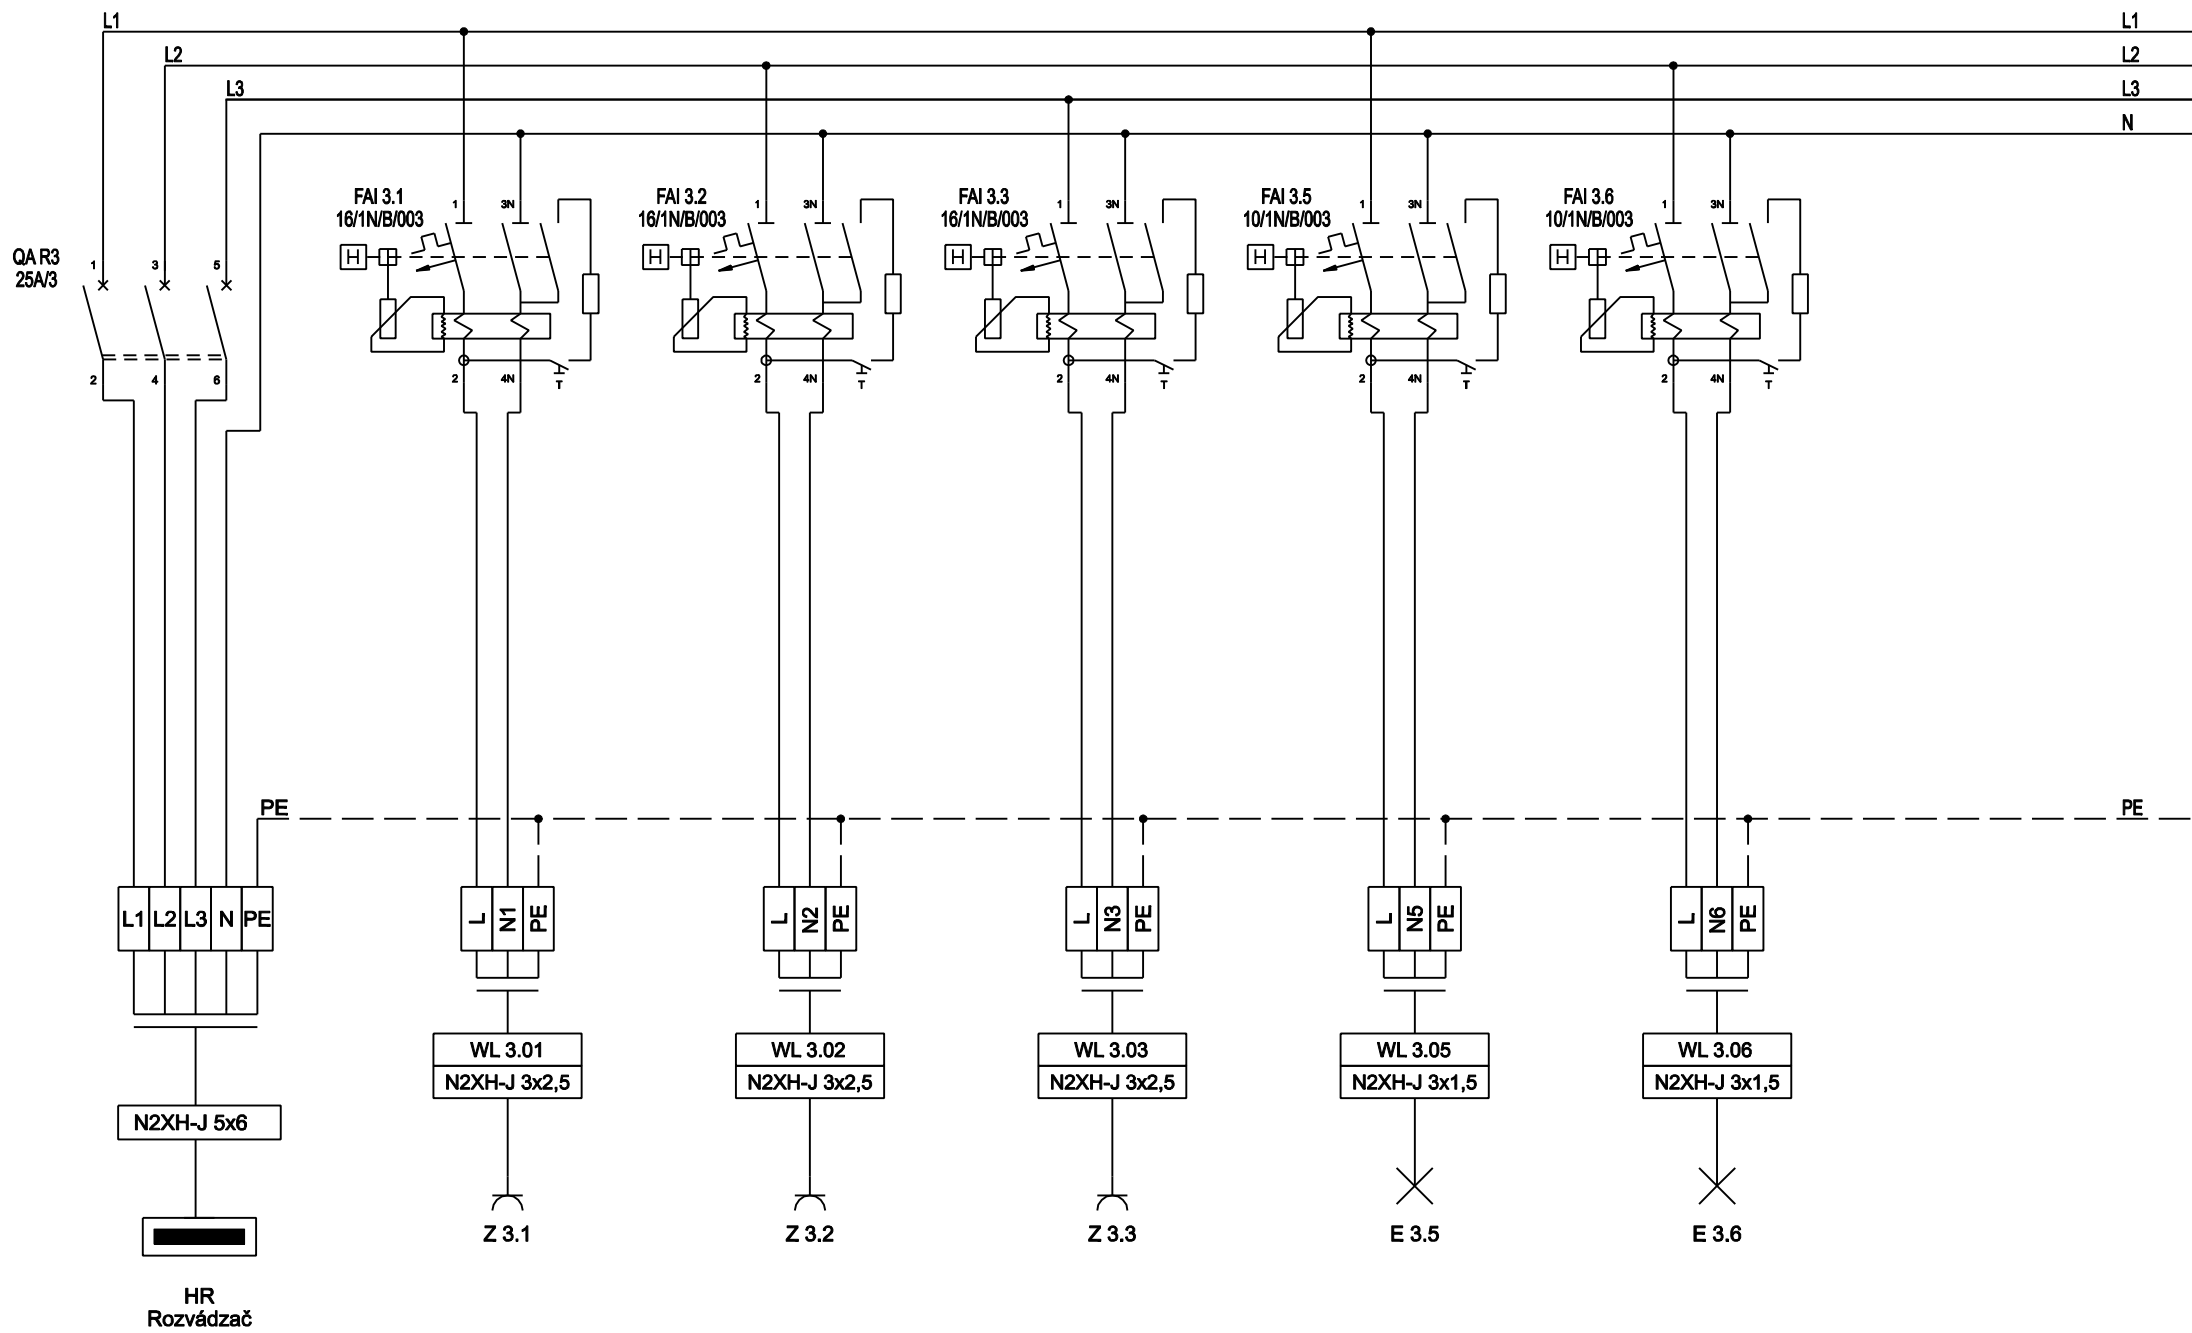 L1 L1
L2 L2
L3 L3
N
FAI 3.1 FAI 3.2 FAI 3.3 FAI 3.5 FAI 3.6
1 3N 1 3N 1 3N 1 3N 1 3N
16/1N/B/003 16/1N/B/003 16/1N/B/003 10/1N/B/003 10/1N/B/003
QA R3
25A/3
1 3 5
H H H H H
2 4 6
2 4N 2 4N 2 4N 2 4N 2 4N
T T T T T
PE PE
L1 L2 L3 N PE
L N1 PE
L N2 PE
L N3 PE
L N5 PE
L N6 PE
WL 3.01 WL 3.02 WL 3.03 WL 3.05 WL 3.06
N2XH-J 3x2,5 N2XH-J 3x2,5 N2XH-J 3x2,5 N2XH-J 3x1,5 N2XH-J 3x1,5
N2XH-J 5x6
Z 3.1 Z 3.2 Z 3.3 E 3.5 E 3.6
HR
Rozvádzač